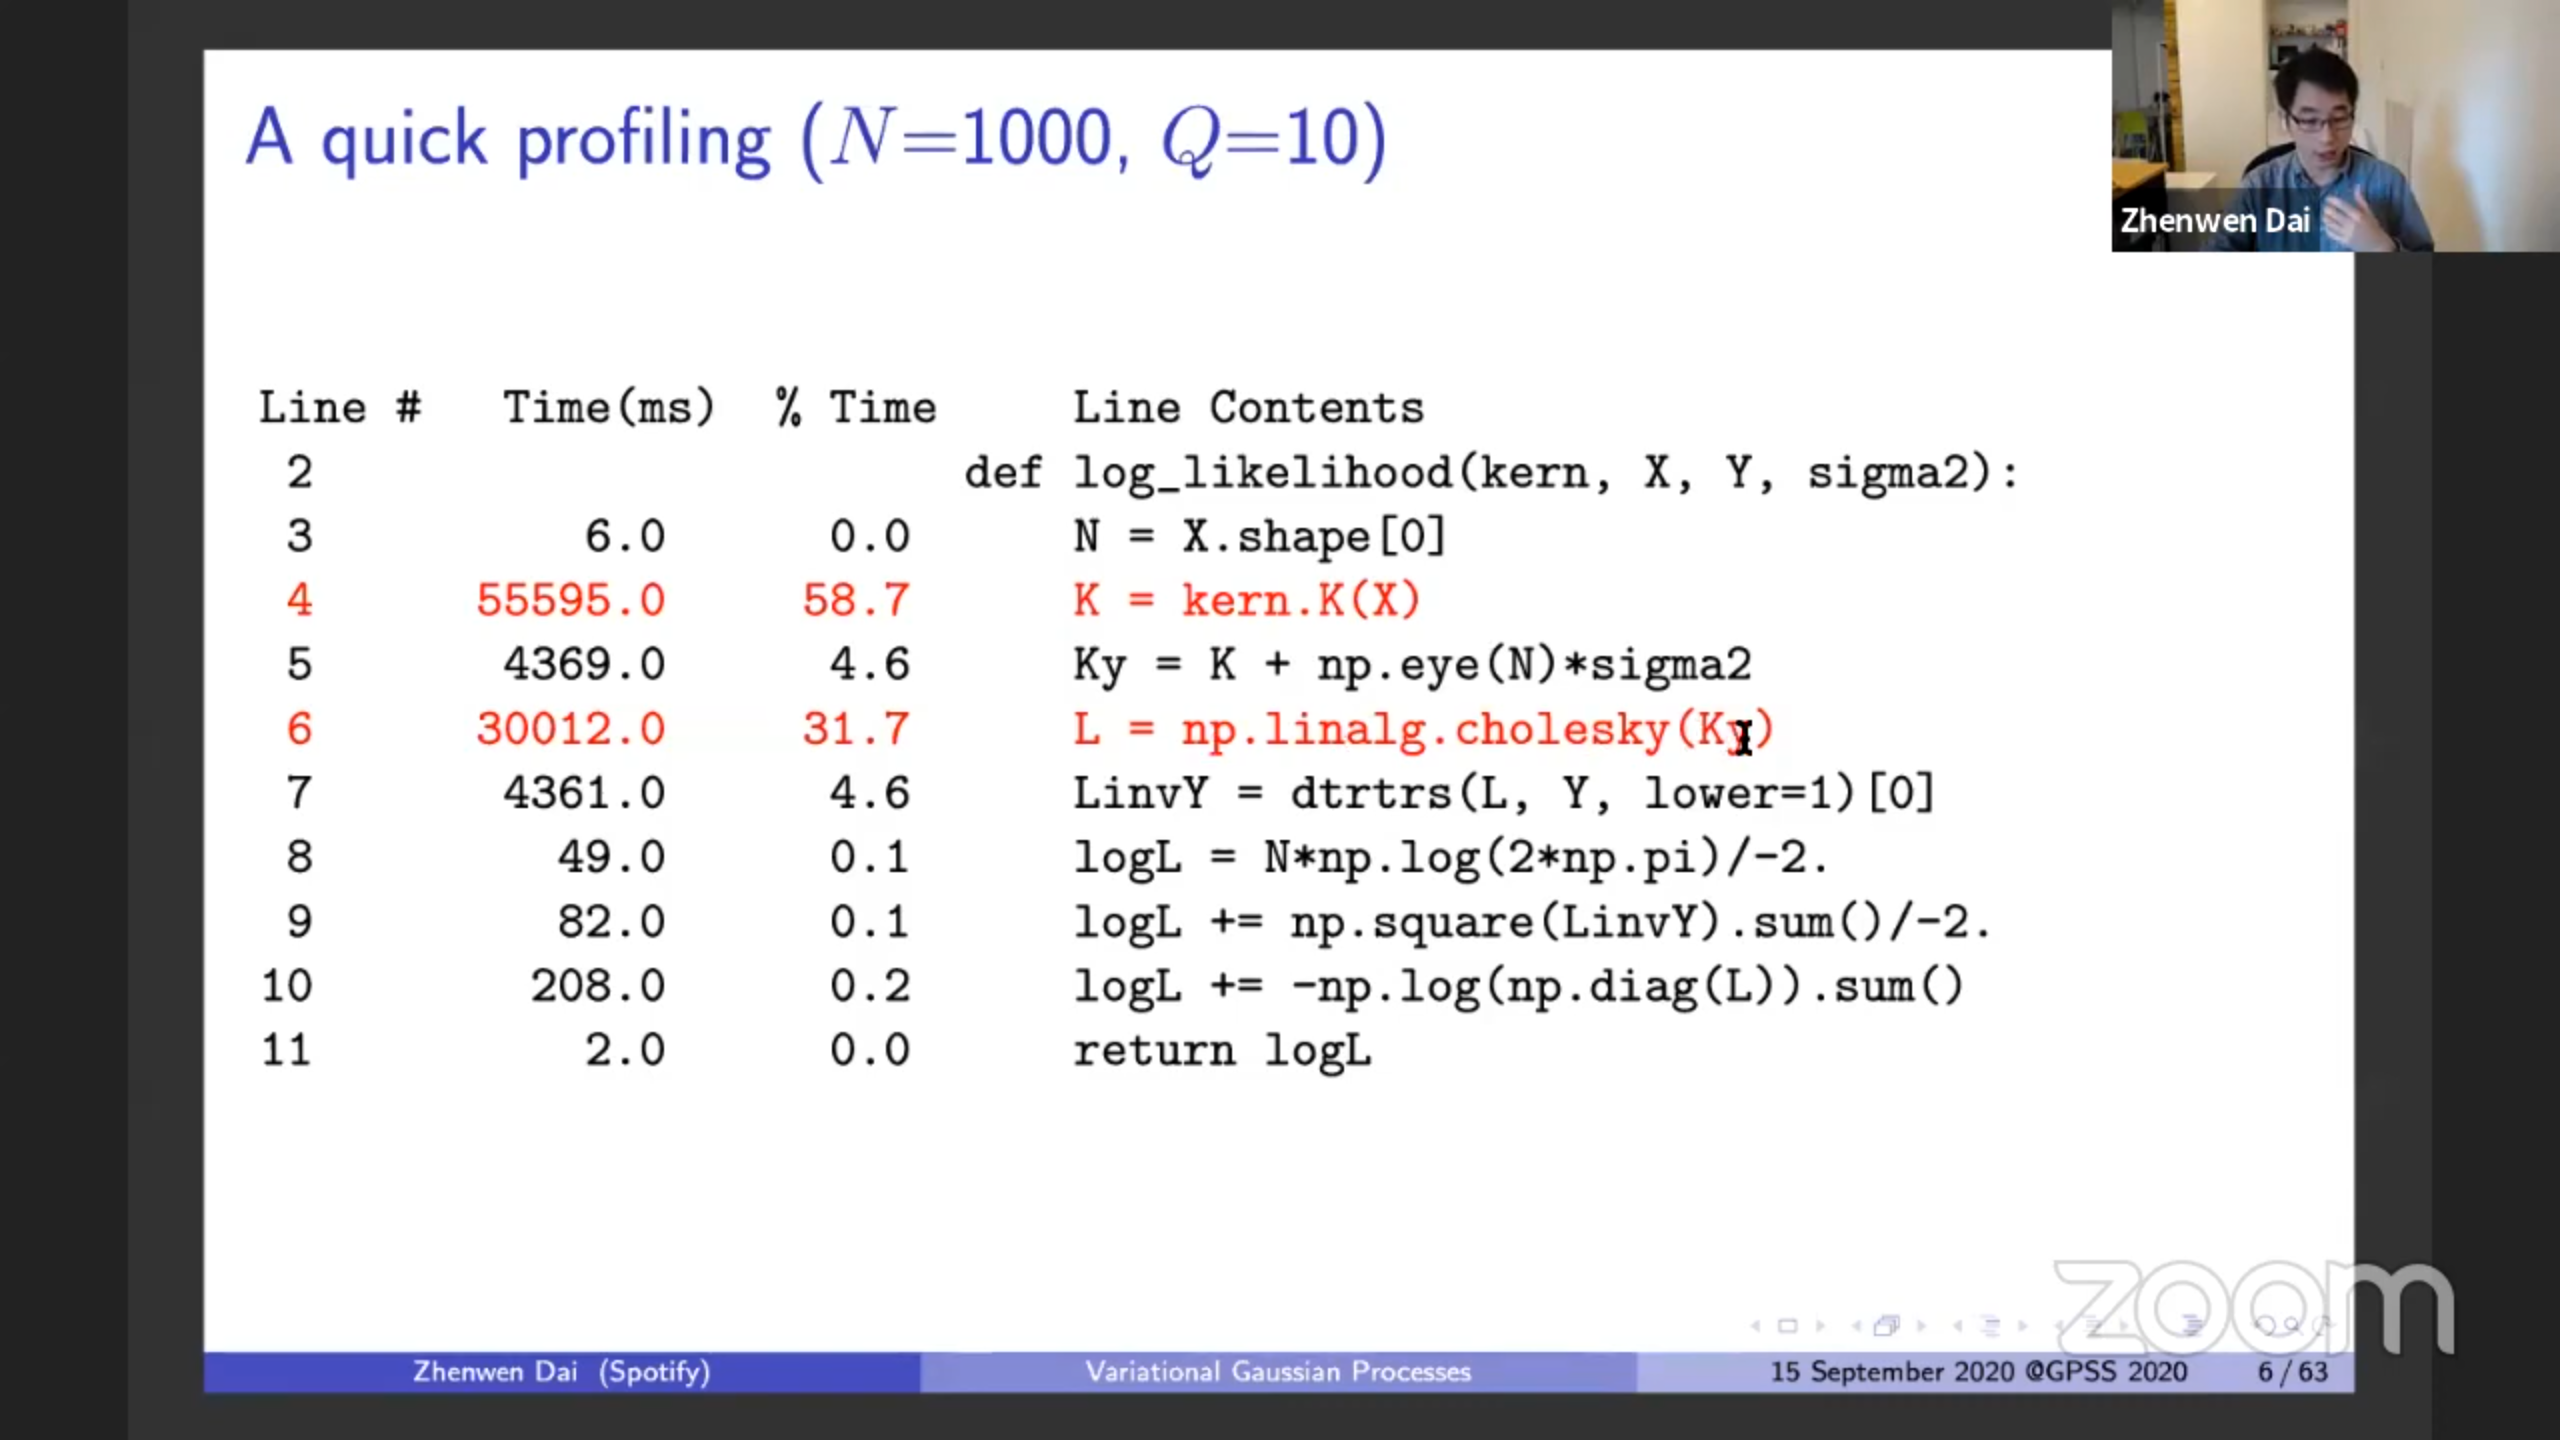 A quick profiling (N=1000, Q=10)
Zhenwen Dai
Line # Time(ms) % Time Line Contents
2 def log_likelihood(kern, X, Y, sigma2):
3 6.0 0.0 N = X.shape[0]
4 55595.0 58.7 K = kern.K(X)
5 4369.0 4.6 Ky = K + np.eye(N)*sigma2
6 30012.0 31.7 L = np.linalg.cholesky(Ky)
7 4361.0 4.6 LinvY = dtrtrs(L, Y, lower=1)[0]
8 49.0 0.1 logL = N*np.log(2*np.pi)/-2.
9 82.0 0.1 logL += np.square(LinvY).sum()/-2.
10 208.0 0.2 logL += -np.log(np.diag(L)).sum()
11 2.0 0.0 return logL
zoom
Zhenwen Dai (Spotify) Variational Gaussian Processes 15 September 2020 @GPSS 2020 6 / 63